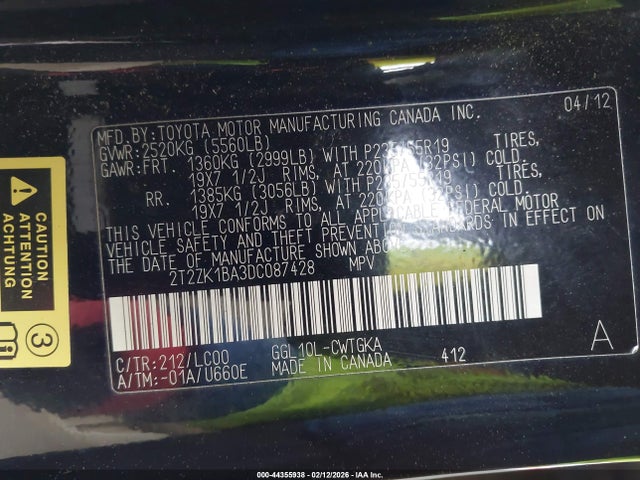 MFD.BY:TOYOTA MOTOR MANUFACTURING CANADA INC. 04/12
GVWR:2520KG (5560LB)
GAWR:FRT. 1360KG (2999LB) WITH TIRES,
19X7 1/2J RIMS, AT COLD.
RR. 1385KG (3056LB) WITH TIRES,
19X7 1/2J RIMS, AT COLD.
THIS VEHICLE CONFORMS TO ALL APPLICABLE FEDERAL MOTOR
VEHICLE SAFETY AND THEFT PREVENTION STANDARDS IN EFFECT ON
THE DATE OF MANUFACTURE SHOWN ABOVE.
2T2ZK1BA3DC087428 MPV
C/TR:212/LC00 GGL10L-CWTGKA A
A/TM:-01A/U660E MADE IN CANADA 412
CAUTION
ATTENTION
ACHTUNG
3
000-44355938 - 02/12/2026 - IAA Inc.